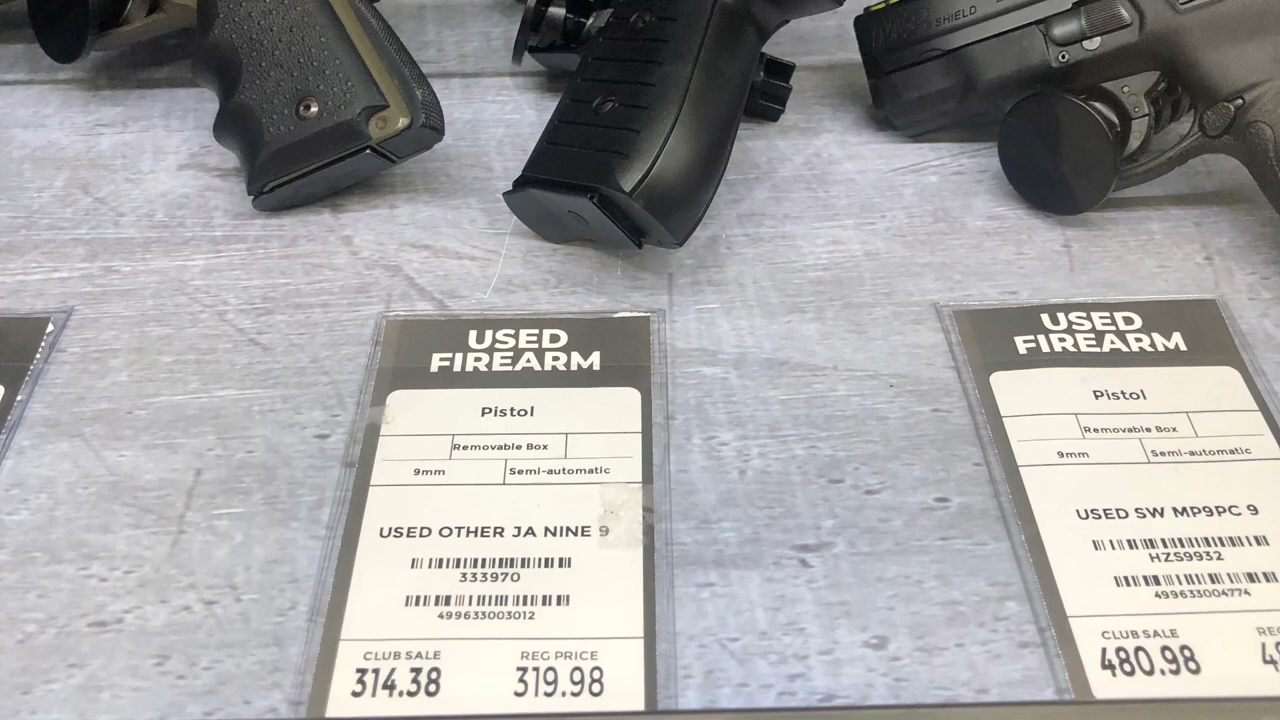 SHIELD
USED
FIREARM
Pistol
Removable Box
9mm
Semi-automatic
USED OTHER JA NINE 9
333970
499633003012
CLUB SALE
REG PRICE
314.38
319.98
USED
FIREARM
Pistol
Removable Box
9mm
Semi-automatic
USED SW MP9PC 9
HZS9932
499633004774
CLUB SALE
480.98